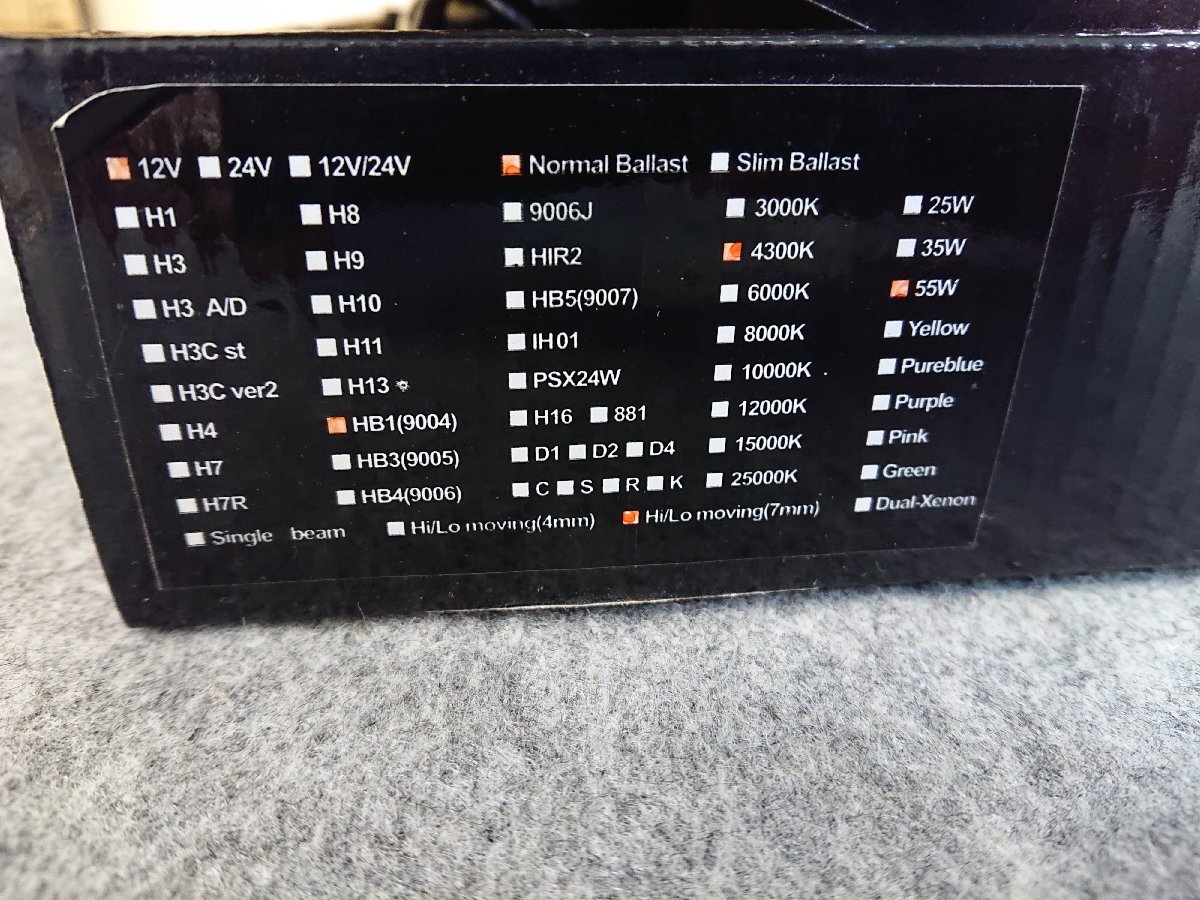 12V 24V 12V/24V Normal Ballast Slim Ballast
H1 H8 9006J 3000K 25W
H3 H9 HIR2 4300K 35W
H3 A/D H10 HB5(9007) 6000K 55W
H3C st H11 IH01 8000K Yellow
H3C ver2 H13 PSX24W 10000K Pureblue
H4 HB1(9004) H16 881 12000K Purple
H7 HB3(9005) D1 D2 D4 15000K Pink
H7R HB4(9006) C S R K 25000K Green
Single beam Hi/Lo moving(4mm) Hi/Lo moving(7mm) Dual-Xenon